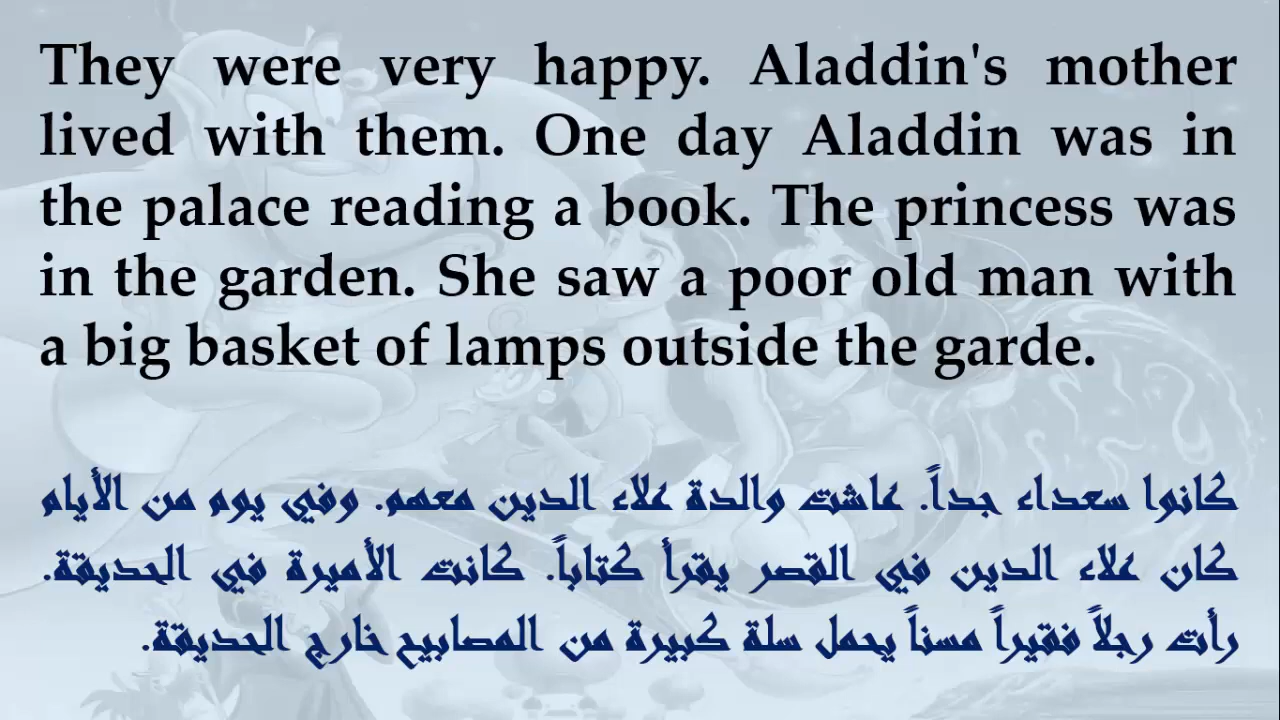 They were very happy. Aladdin's mother
lived with them. One day Aladdin was in
the palace reading a book. The princess was
in the garden. She saw a poor old man with
a big basket of lamps outside the garde.
كانوا سعداء جداً. عاشت والدة علاء الدين معهم. وفي يوم من الأيام
كان علاء الدين في القصر يقرأ كتاباً. كانت الأميرة في الحديقة.
رأت رجلاً فقيراً مسناً يحمل سلة كبيرة من المصابيح خارج الحديقة.